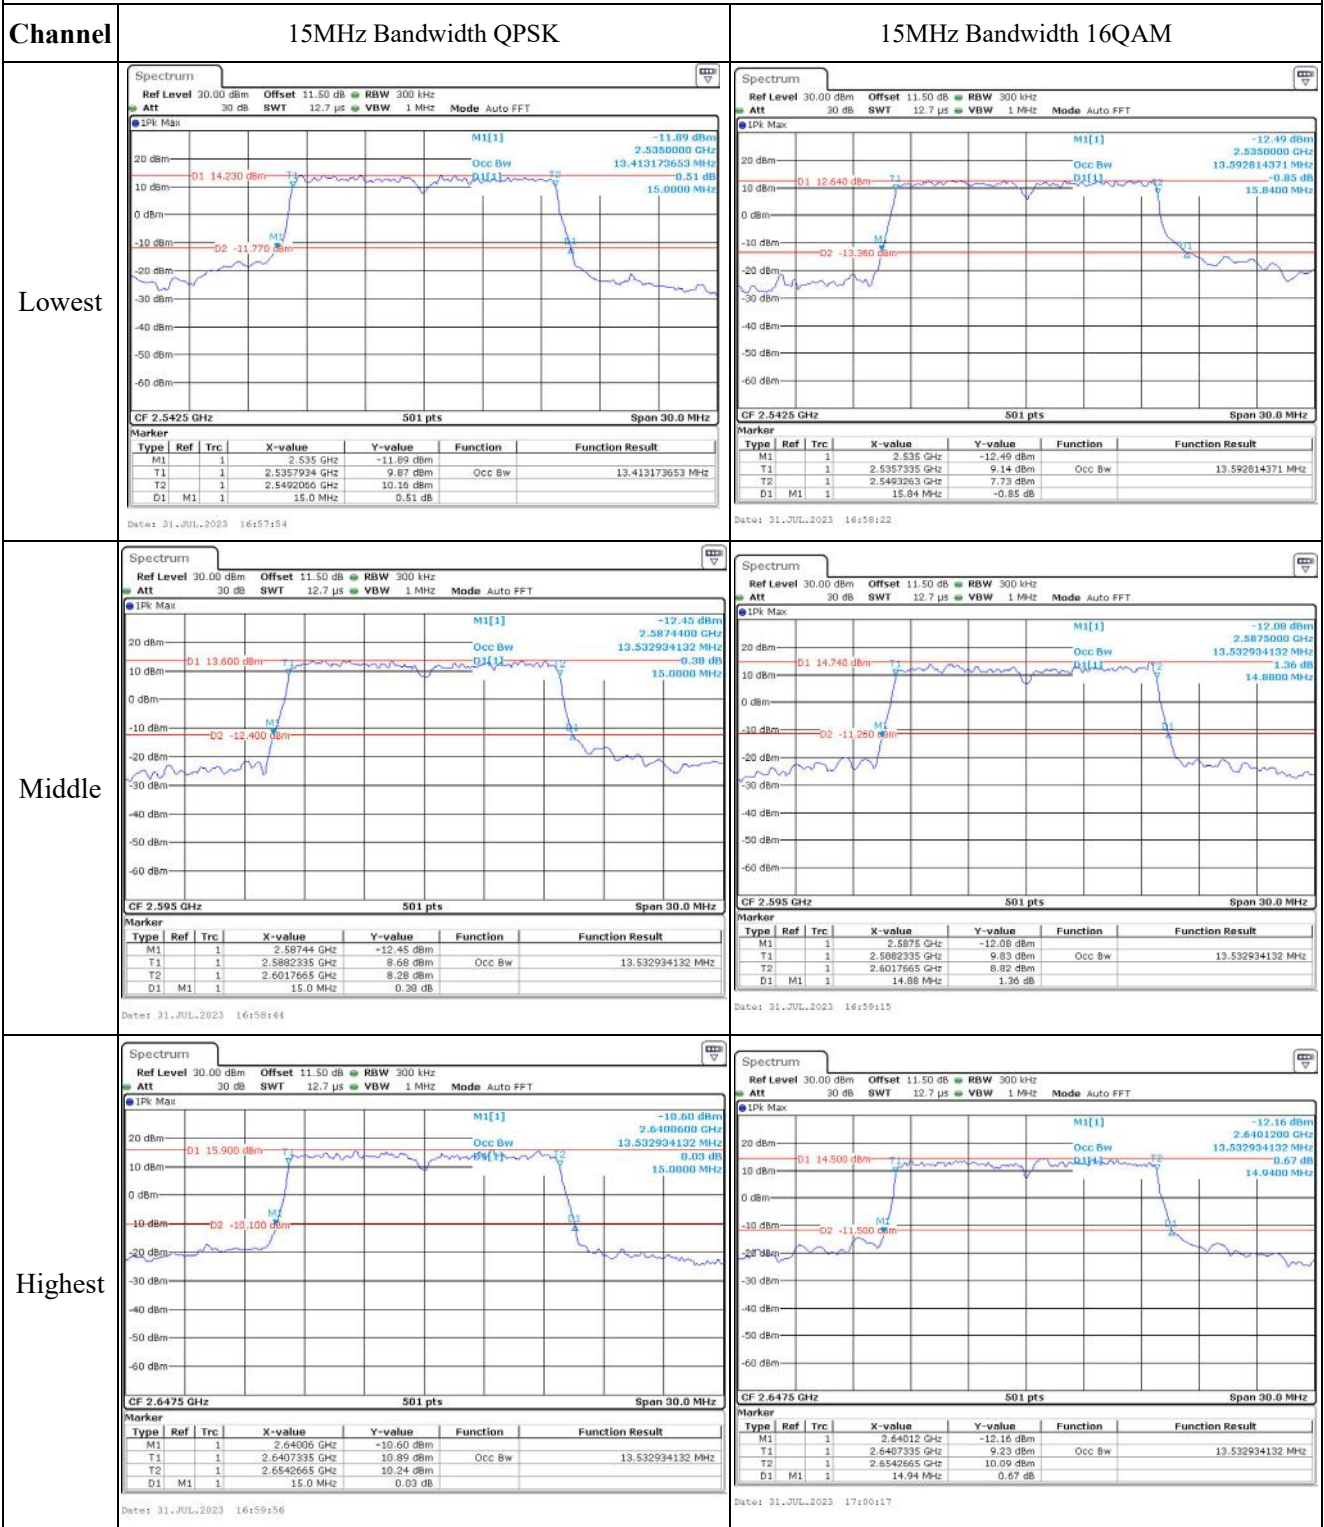 Channel 15MHz Bandwidth QPSK 15MHz Bandwidth 16QAM
Lowest
Spectrum
Ref Level 30.00 dBm Offset 11.50 dB RBW 300 kHz
Att 30 dB SWT 12.7 µs VBW 1 MHz Mode Auto FFT
1Pk Max
M1[1] -11.89 dBm
2.5350000 GHz
Occ Bw 13.413173653 MHz
D1[1] 0.51 dB
15.0000 MHz
20 dBm
D1 14.230 dBm
T1
T2
10 dBm
0 dBm
-10 dBm
M1
D1
D2 -11.770 dBm
-20 dBm
-30 dBm
-40 dBm
-50 dBm
-60 dBm
CF 2.5425 GHz 501 pts Span 30.0 MHz
Marker
Type Ref Trc X-value Y-value Function Function Result
M1 1 2.535 GHz -11.89 dBm
T1 1 2.5357934 GHz 9.87 dBm Occ Bw 13.413173653 MHz
T2 1 2.5492066 GHz 10.16 dBm
D1 M1 1 15.0 MHz 0.51 dB
Date: 31.JUL.2023 16:57:54
Spectrum
Ref Level 30.00 dBm Offset 11.50 dB RBW 300 kHz
Att 30 dB SWT 12.7 µs VBW 1 MHz Mode Auto FFT
1Pk Max
M1[1] -12.49 dBm
2.5350000 GHz
Occ Bw 13.592814371 MHz
D1[1] -0.85 dB
15.8400 MHz
20 dBm
D1 12.640 dBm
T1
T2
10 dBm
0 dBm
-10 dBm
M1
D1
D2 -13.360 dBm
-20 dBm
-30 dBm
-40 dBm
-50 dBm
-60 dBm
CF 2.5425 GHz 501 pts Span 30.0 MHz
Marker
Type Ref Trc X-value Y-value Function Function Result
M1 1 2.535 GHz -12.49 dBm
T1 1 2.5357335 GHz 9.14 dBm Occ Bw 13.592814371 MHz
T2 1 2.5493263 GHz 7.73 dBm
D1 M1 1 15.84 MHz -0.85 dB
Date: 31.JUL.2023 16:58:22
Middle
Spectrum
Ref Level 30.00 dBm Offset 11.50 dB RBW 300 kHz
Att 30 dB SWT 12.7 µs VBW 1 MHz Mode Auto FFT
1Pk Max
M1[1] -12.45 dBm
2.5874400 GHz
Occ Bw 13.532934132 MHz
D1[1] 0.38 dB
15.0000 MHz
20 dBm
D1 13.600 dBm
T1
T2
10 dBm
0 dBm
-10 dBm
M1
D1
D2 -12.400 dBm
-20 dBm
-30 dBm
-40 dBm
-50 dBm
-60 dBm
CF 2.595 GHz 501 pts Span 30.0 MHz
Marker
Type Ref Trc X-value Y-value Function Function Result
M1 1 2.58744 GHz -12.45 dBm
T1 1 2.5882335 GHz 8.68 dBm Occ Bw 13.532934132 MHz
T2 1 2.6017665 GHz 8.28 dBm
D1 M1 1 15.0 MHz 0.38 dB
Date: 31.JUL.2023 16:58:44
Spectrum
Ref Level 30.00 dBm Offset 11.50 dB RBW 300 kHz
Att 30 dB SWT 12.7 µs VBW 1 MHz Mode Auto FFT
1Pk Max
M1[1] -12.08 dBm
2.5875000 GHz
Occ Bw 13.532934132 MHz
D1[1] 1.36 dB
14.8800 MHz
20 dBm
D1 14.740 dBm
T1
T2
10 dBm
0 dBm
-10 dBm
M1
D1
D2 -11.260 dBm
-20 dBm
-30 dBm
-40 dBm
-50 dBm
-60 dBm
CF 2.595 GHz 501 pts Span 30.0 MHz
Marker
Type Ref Trc X-value Y-value Function Function Result
M1 1 2.5875 GHz -12.08 dBm
T1 1 2.5882335 GHz 9.83 dBm Occ Bw 13.532934132 MHz
T2 1 2.6017665 GHz 8.82 dBm
D1 M1 1 14.88 MHz 1.36 dB
Date: 31.JUL.2023 16:59:15
Highest
Spectrum
Ref Level 30.00 dBm Offset 11.50 dB RBW 300 kHz
Att 30 dB SWT 12.7 µs VBW 1 MHz Mode Auto FFT
1Pk Max
M1[1] -10.60 dBm
2.6400600 GHz
Occ Bw 13.532934132 MHz
D1[1] 0.03 dB
15.0000 MHz
20 dBm
D1 15.900 dBm
T1
T2
10 dBm
0 dBm
-10 dBm
M1
D1
D2 -10.100 dBm
-20 dBm
-30 dBm
-40 dBm
-50 dBm
-60 dBm
CF 2.6475 GHz 501 pts Span 30.0 MHz
Marker
Type Ref Trc X-value Y-value Function Function Result
M1 1 2.64006 GHz -10.60 dBm
T1 1 2.6407335 GHz 10.89 dBm Occ Bw 13.532934132 MHz
T2 1 2.6542665 GHz 10.24 dBm
D1 M1 1 15.0 MHz 0.03 dB
Date: 31.JUL.2023 16:59:56
Spectrum
Ref Level 30.00 dBm Offset 11.50 dB RBW 300 kHz
Att 30 dB SWT 12.7 µs VBW 1 MHz Mode Auto FFT
1Pk Max
M1[1] -12.16 dBm
2.6401200 GHz
Occ Bw 13.532934132 MHz
D1[1] 0.67 dB
14.9400 MHz
20 dBm
D1 14.500 dBm
T1
T2
10 dBm
0 dBm
-10 dBm
M1
D1
D2 -11.500 dBm
-20 dBm
-30 dBm
-40 dBm
-50 dBm
-60 dBm
CF 2.6475 GHz 501 pts Span 30.0 MHz
Marker
Type Ref Trc X-value Y-value Function Function Result
M1 1 2.64012 GHz -12.16 dBm
T1 1 2.6407335 GHz 9.23 dBm Occ Bw 13.532934132 MHz
T2 1 2.6542665 GHz 10.09 dBm
D1 M1 1 14.94 MHz 0.67 dB
Date: 31.JUL.2023 17:00:17